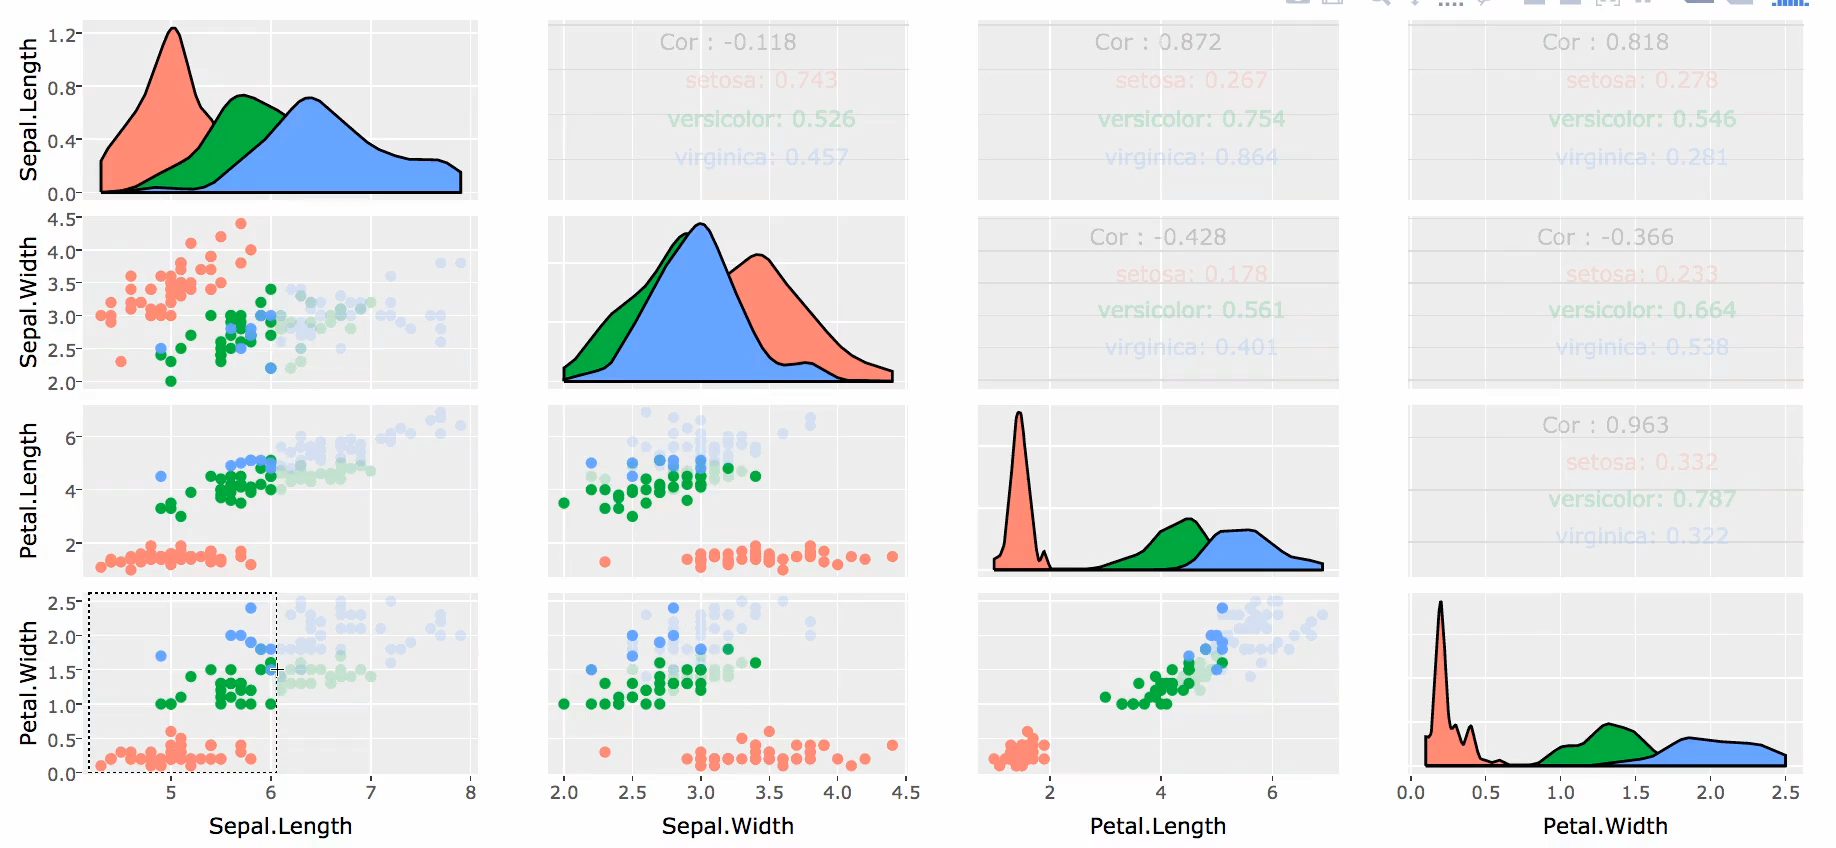 Sepal.Length
1.2
0.8
0.4
0.0
Cor : -0.118
setosa: 0.743
versicolor: 0.526
virginica: 0.457
Cor : 0.872
setosa: 0.267
versicolor: 0.754
virginica: 0.864
Cor : 0.818
setosa: 0.278
versicolor: 0.546
virginica: 0.281
Sepal.Width
4.5
4.0
3.5
3.0
2.5
2.0
Cor : -0.428
setosa: 0.178
versicolor: 0.561
virginica: 0.401
Cor : -0.366
setosa: 0.233
versicolor: 0.664
virginica: 0.538
Petal.Length
6
4
2
Cor : 0.963
setosa: 0.332
versicolor: 0.787
virginica: 0.322
Petal.Width
2.5
2.0
1.5
1.0
0.5
0.0
5 6 7 8
2.0 2.5 3.0 3.5 4.0 4.5
2 4 6
0.0 0.5 1.0 1.5 2.0 2.5
Sepal.Length
Sepal.Width
Petal.Length
Petal.Width